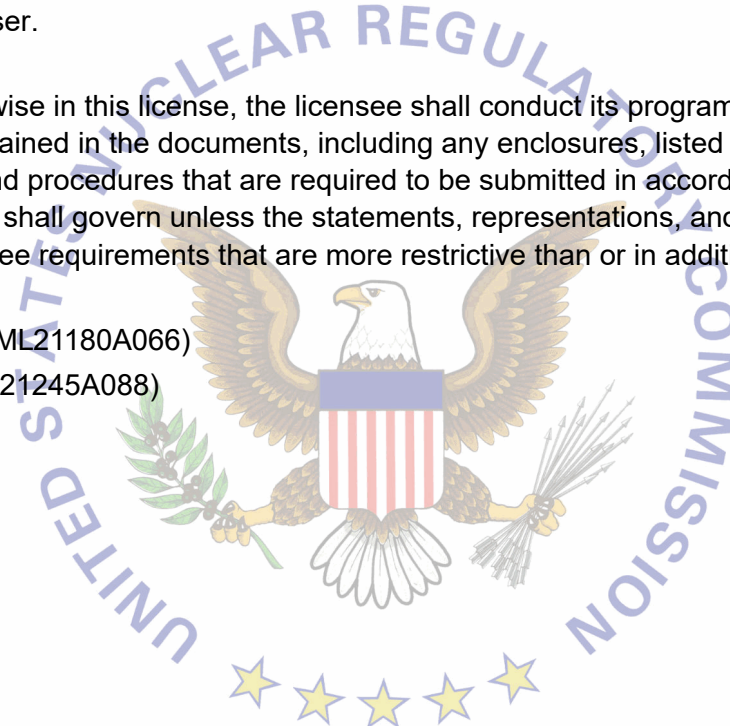 ser.
wise in this license, the licensee shall conduct its program
tained in the documents, including any enclosures, listed
nd procedures that are required to be submitted in accord
shall govern unless the statements, representations, and
ee requirements that are more restrictive than or in additi
ML21180A066)
21245A088)
UNITED STATES NUCLEAR REGULATORY COMMISSION